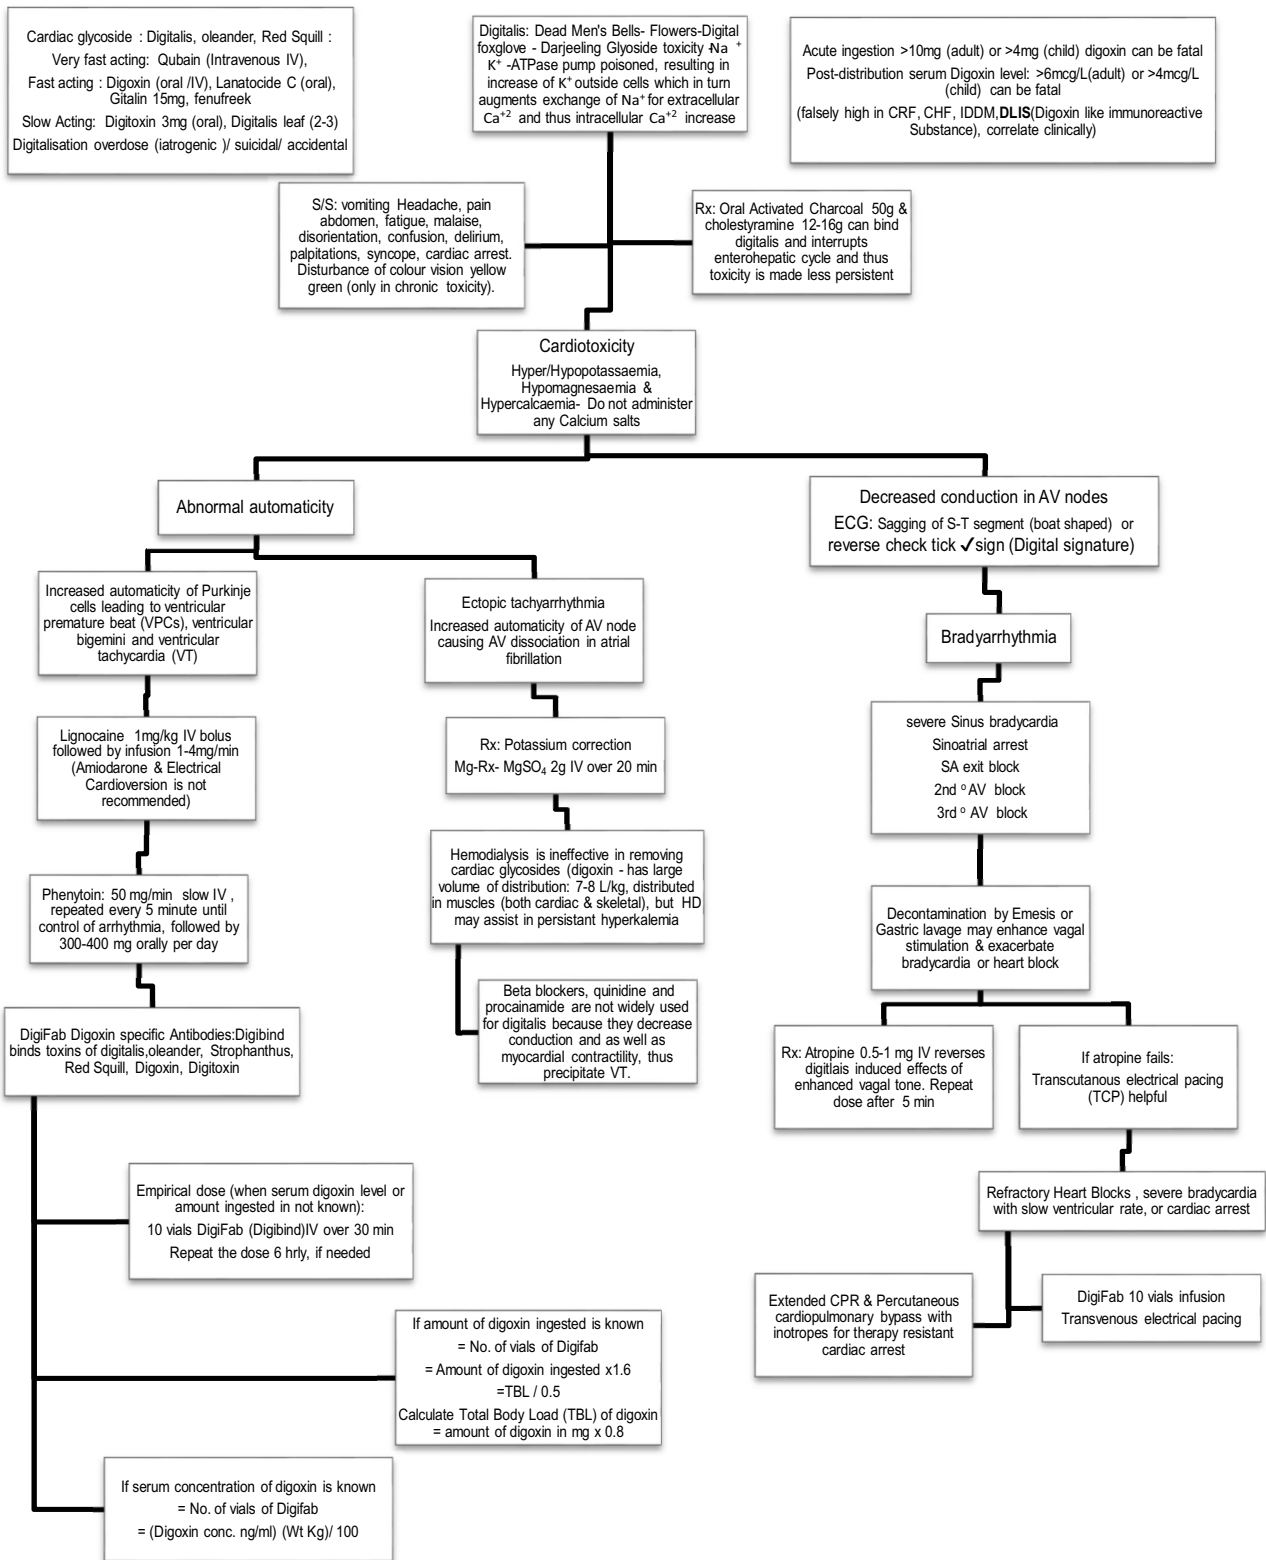 Cardiac glycoside : Digitalis, oleander, Red Squill :
Very fast acting: Qubain (Intravenous IV),
Fast acting : Digoxin (oral /IV), Lanatocide C (oral),
Gitalin 15mg, fenufreek
Slow Acting: Digitoxin 3mg (oral), Digitalis leaf (2-3)
Digitalisation overdose (iatrogenic )/ suicidal/ accidental
Digitalis: Dead Men's Bells- Flowers-Digital
foxglove - Darjeeling Glyoside toxicity -Na +
K+ -ATPase pump poisoned, resulting in
increase of K+ outside cells which in turn
augments exchange of Na+ for extracellular
Ca+2 and thus intracellular Ca+2 increase
Acute ingestion >10mg (adult) or >4mg (child) digoxin can be fatal
Post-distribution serum Digoxin level: >6mcg/L(adult) or >4mcg/L
(child) can be fatal
(falsely high in CRF, CHF, IDDM,DLIS(Digoxin like immunoreactive
Substance), correlate clinically)
S/S: vomiting Headache, pain
abdomen, fatigue, malaise,
disorientation, confusion, delirium,
palpitations, syncope, cardiac arrest.
Disturbance of colour vision yellow
green (only in chronic toxicity).
Rx: Oral Activated Charcoal 50g &
cholestyramine 12-16g can bind
digitalis and interrupts
enterohepatic cycle and thus
toxicity is made less persistent
Cardiotoxicity
Hyper/Hypopotassaemia,
Hypomagnesaemia &
Hypercalcaemia- Do not administer
any Calcium salts
Abnormal automaticity
Decreased conduction in AV nodes
ECG: Sagging of S-T segment (boat shaped) or
reverse check tick ✓sign (Digital signature)
Increased automaticity of Purkinje
cells leading to ventricular
premature beat (VPCs), ventricular
bigemini and ventricular
tachycardia (VT)
Ectopic tachyarrhythmia
Increased automaticity of AV node
causing AV dissociation in atrial
fibrillation
Bradyarrhythmia
Lignocaine 1mg/kg IV bolus
followed by infusion 1-4mg/min
(Amiodarone & Electrical
Cardioversion is not
recommended)
Rx: Potassium correction
Mg-Rx- MgSO4 2g IV over 20 min
severe Sinus bradycardia
Sinoatrial arrest
SA exit block
2nd o AV block
3rd o AV block
Phenytoin: 50 mg/min slow IV ,
repeated every 5 minute until
control of arrhythmia, followed by
300-400 mg orally per day
Hemodialysis is ineffective in removing
cardiac glycosides (digoxin - has large
volume of distribution: 7-8 L/kg, distributed
in muscles (both cardiac & skeletal), but HD
may assist in persistant hyperkalemia
Decontamination by Emesis or
Gastric lavage may enhance vagal
stimulation & exacerbate
bradycardia or heart block
DigiFab Digoxin specific Antibodies:Digibind
binds toxins of digitalis,oleander, Strophanthus,
Red Squill, Digoxin, Digitoxin
Beta blockers, quinidine and
procainamide are not widely used
for digitalis because they decrease
conduction and as well as
myocardial contractility, thus
precipitate VT.
Rx: Atropine 0.5-1 mg IV reverses
digitlais induced effects of
enhanced vagal tone. Repeat
dose after 5 min
If atropine fails:
Transcutanous electrical pacing
(TCP) helpful
Empirical dose (when serum digoxin level or
amount ingested in not known):
10 vials DigiFab (Digibind)IV over 30 min
Repeat the dose 6 hrly, if needed
Refractory Heart Blocks , severe bradycardia
with slow ventricular rate, or cardiac arrest
Extended CPR & Percutaneous
cardiopulmonary bypass with
inotropes for therapy resistant
cardiac arrest
DigiFab 10 vials infusion
Transvenous electrical pacing
If amount of digoxin ingested is known
= No. of vials of Digifab
= Amount of digoxin ingested x1.6
=TBL / 0.5
Calculate Total Body Load (TBL) of digoxin
= amount of digoxin in mg x 0.8
If serum concentration of digoxin is known
= No. of vials of Digifab
= (Digoxin conc. ng/ml) (Wt Kg)/ 100